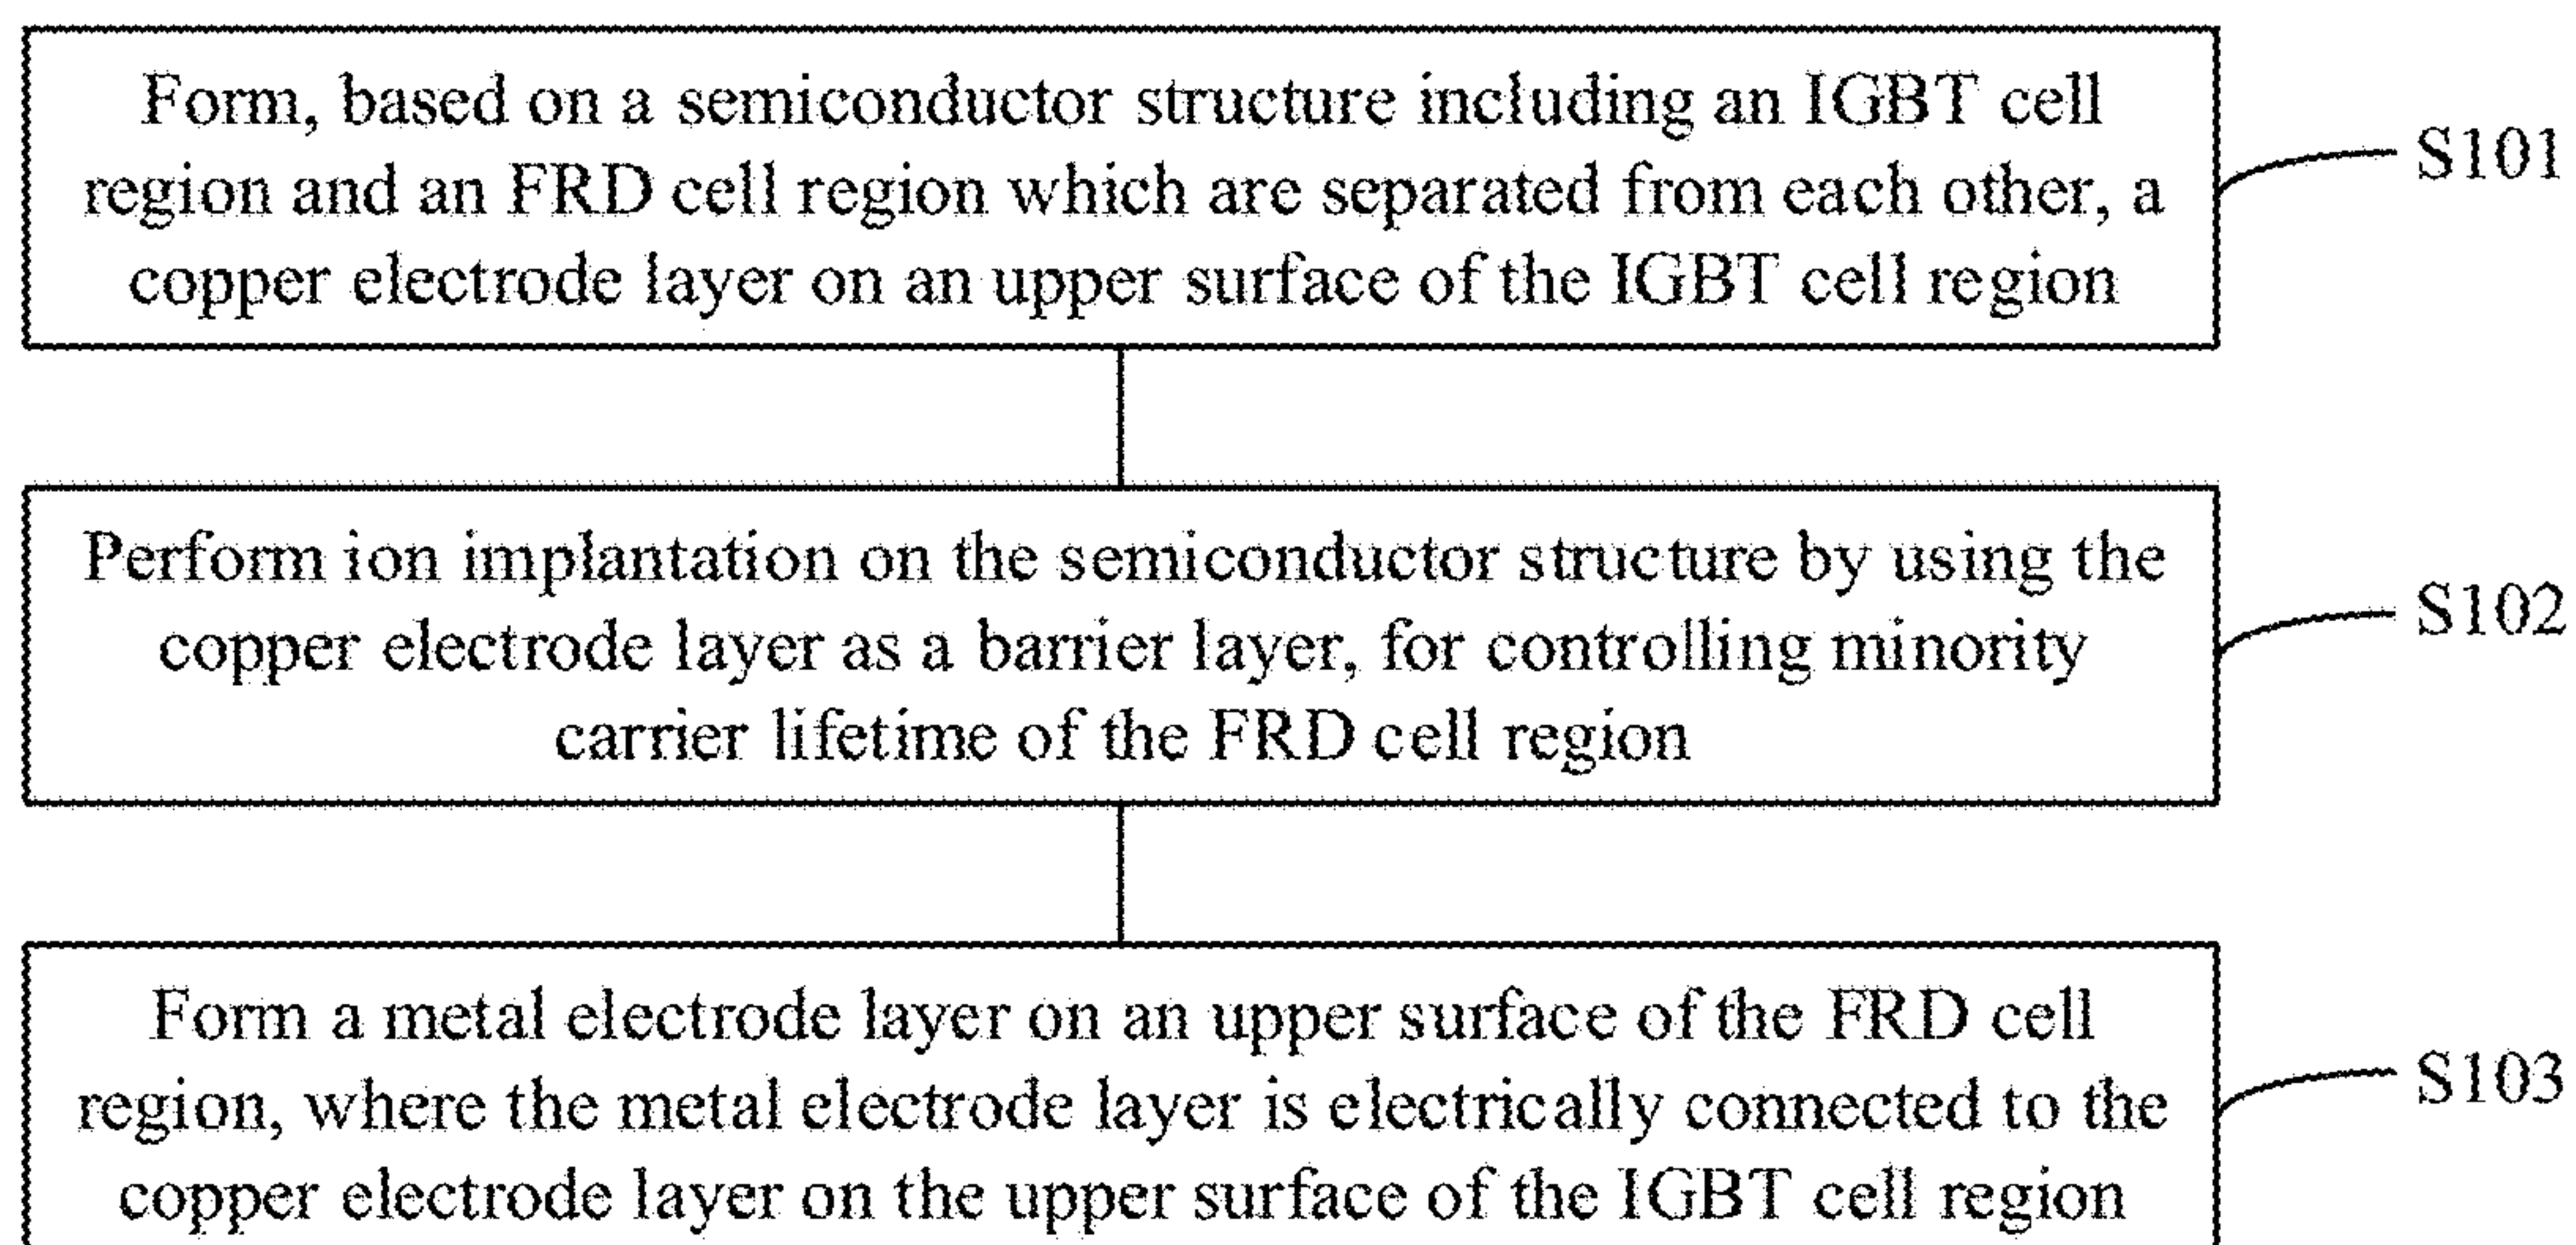 Form, based on a semiconductor structure including an IGBT cell
region and an FRD cell region which are separated from each other, a
copper electrode layer on an upper surface of the IGBT cell region
S101
Perform ion implantation on the semiconductor structure by using the
copper electrode layer as a barrier layer, for controlling minority
carrier lifetime of the FRD cell region
S102
Form a metal electrode layer on an upper surface of the FRD cell
region, where the metal electrode layer is electrically connected to the
copper electrode layer on the upper surface of the IGBT cell region
S103